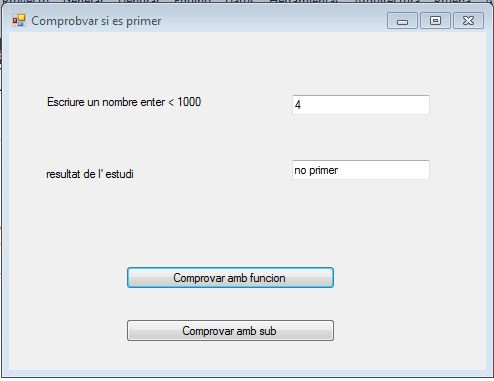 Comprobvar si es primer
Escriure un nombre enter < 1000
4
resultat de l' estudi
no primer
Comprovar amb funcion
Comprovar amb sub